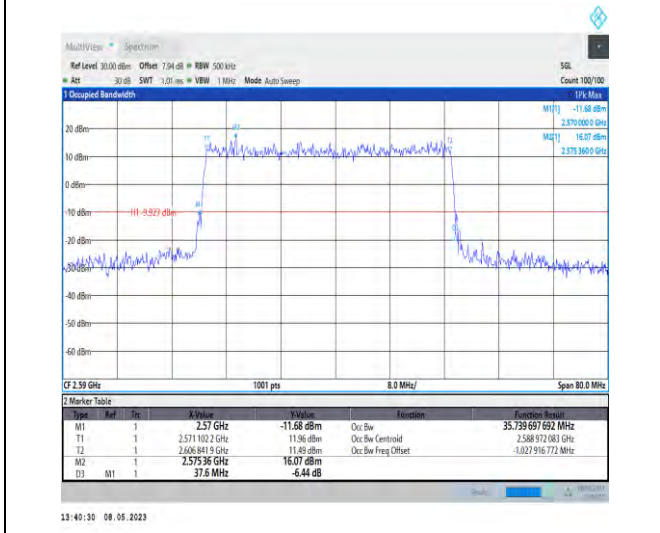 MultiView Spectrum
Ref Level 30.00 dBm Offset 7.94 dB RBW 500 kHz SGL
Att 30 dB SWT 1.01 ms VBW 1 MHz Mode Auto Sweep Count 100/100
1 Occupied Bandwidth 1Pk Max
M1[1] -11.68 dBm
2.570 000 0 GHz
M2[1] 16.07 dBm
2.575 360 0 GHz
20 dBm
10 dBm
0 dBm
-10 dBm
H1 -9.927 dBm
-20 dBm
-30 dBm
-40 dBm
-50 dBm
-60 dBm
CF 2.59 GHz 1001 pts 8.0 MHz/ Span 80.0 MHz
2 Marker Table
Type Ref Trc X-Value Y-Value Function Function Result
M1 1 2.57 GHz -11.68 dBm Occ Bw 35.739 697 692 MHz
T1 1 2.571 102 2 GHz 11.96 dBm Occ Bw Centroid 2.588 972 083 GHz
T2 1 2.606 841 9 GHz 11.49 dBm Occ Bw Freq Offset -1.027 916 772 MHz
M2 1 2.575 36 GHz 16.07 dBm
D3 M1 1 37.6 MHz -6.44 dB
13:40:30 08.05.2023